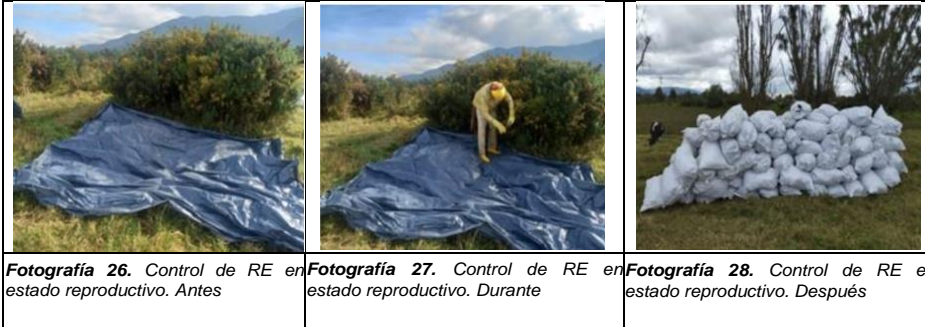 Fotografía 26. Control de RE en
estado reproductivo. Antes
Fotografía 27. Control de RE en
estado reproductivo. Durante
Fotografía 28. Control de RE e
estado reproductivo. Después